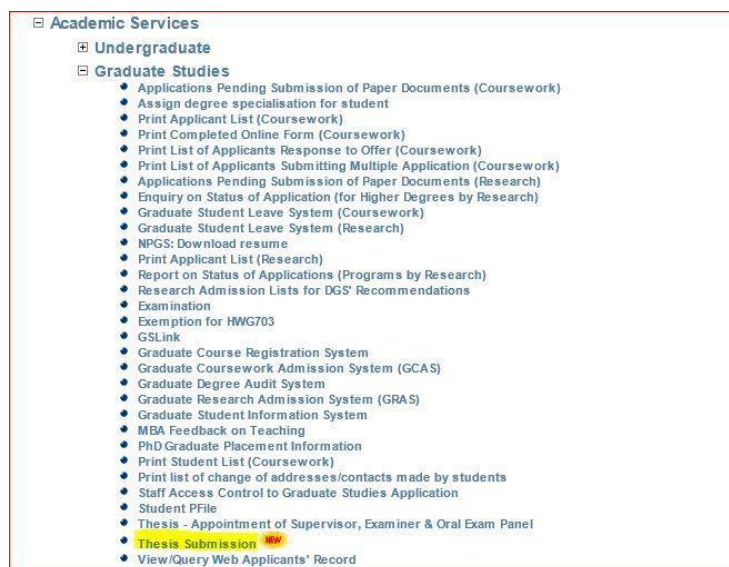 Academic Services
Undergraduate
Graduate Studies
Applications Pending Submission of Paper Documents (Coursework)
Assign degree specialisation for student
Print Applicant List (Coursework)
Print Completed Online Form (Coursework)
Print List of Applicants Response to Offer (Coursework)
Print List of Applicants Submitting Multiple Application (Coursework)
Applications Pending Submission of Paper Documents (Research)
Enquiry on Status of Application (for Higher Degrees by Research)
Graduate Student Leave System (Coursework)
Graduate Student Leave System (Research)
NPGS: Download resume
Print Applicant List (Research)
Report on Status of Applications (Programs by Research)
Research Admission Lists for DGS' Recommendations
Examination
Exemption for HWG703
GSLink
Graduate Course Registration System
Graduate Coursework Admission System (GCAS)
Graduate Degree Audit System
Graduate Research Admission System (GRAS)
Graduate Student Information System
MBA Feedback on Teaching
PhD Graduate Placement Information
Print Student List (Coursework)
Print list of change of addresses/contacts made by students
Staff Access Control to Graduate Studies Application
Student PFile
Thesis - Appointment of Supervisor, Examiner & Oral Exam Panel
Thesis Submission NEW
View/Query Web Applicants' Record